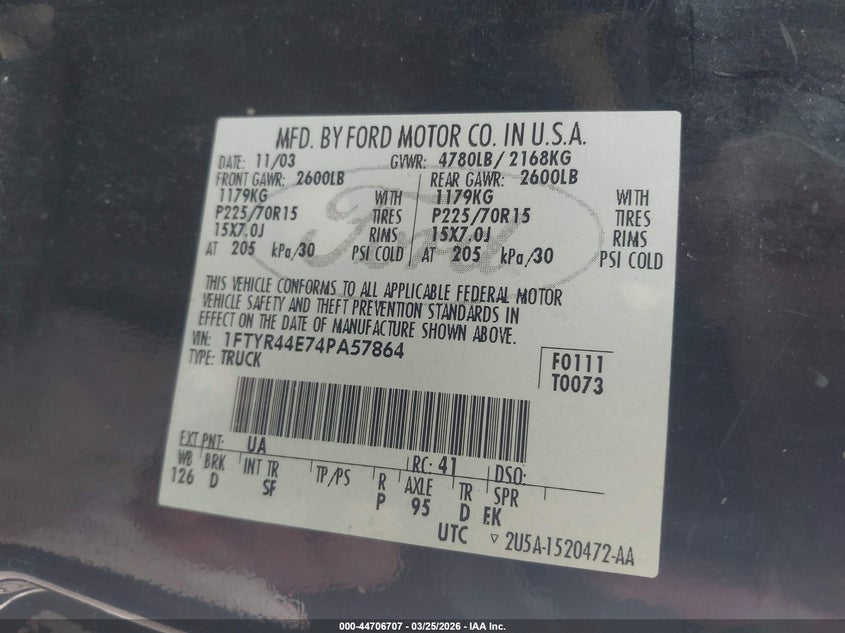 MFD. BY FORD MOTOR CO. IN U.S.A.
DATE: 11/03 GVWR: 4780LB/ 2168KG
FRONT GAWR: 2600LB REAR GAWR: 2600LB
1179KG WITH 1179KG WITH
P225/70R15 TIRES P225/70R15 TIRES
15X7.0J RIMS 15X7.0J RIMS
AT 205 kPa/30 PSI COLD AT 205 kPa/30 PSI COLD
Ford
THIS VEHICLE CONFORMS TO ALL APPLICABLE FEDERAL MOTOR
VEHICLE SAFETY AND THEFT PREVENTION STANDARDS IN
EFFECT ON THE DATE OF MANUFACTURE SHOWN ABOVE.
VIN: 1FTYR44E74PA57864
TYPE: TRUCK
F0111
T0073
EXT PNT: UA RC: 41 DSO:
WB BRK INT TR TP/PS R AXLE TR SPR
126 D SF P 95 D EK
UTC ▽ 2U5A-1520472-AA
000-44706707 - 03/25/2026 - IAA Inc.